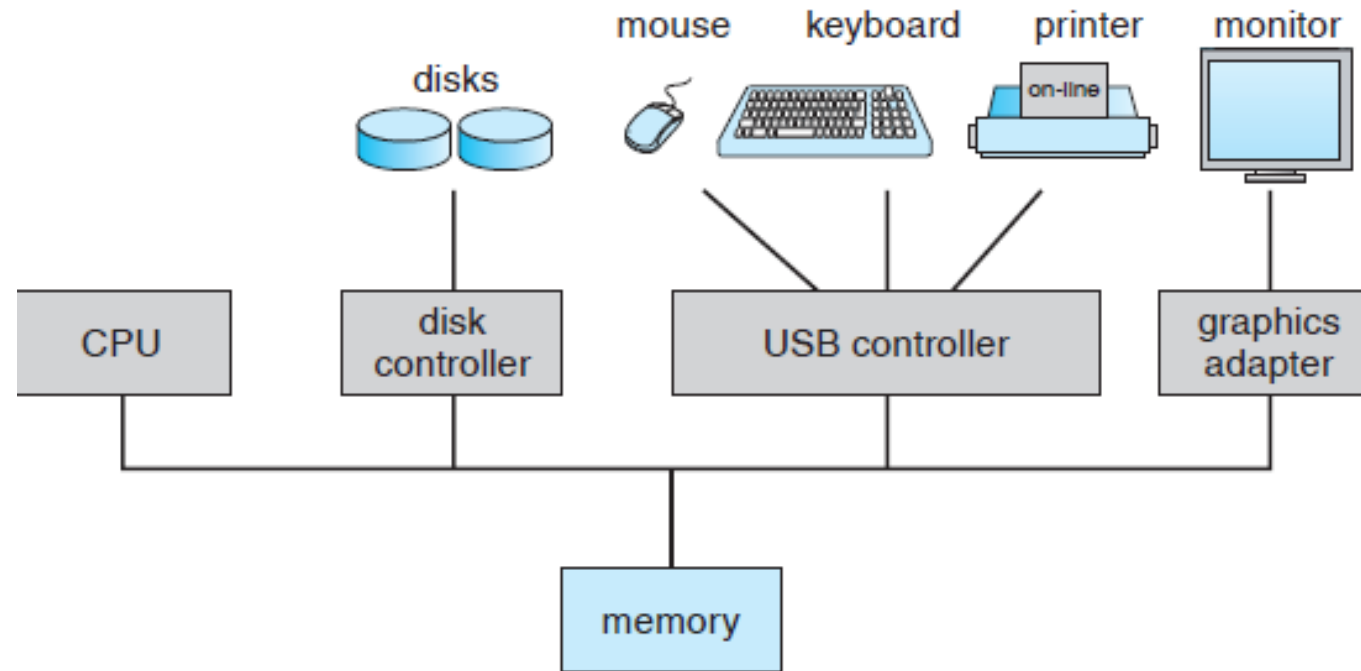 mouse
keyboard
printer
monitor
disks
on-line
CPU
disk
controller
USB controller
graphics
adapter
memory